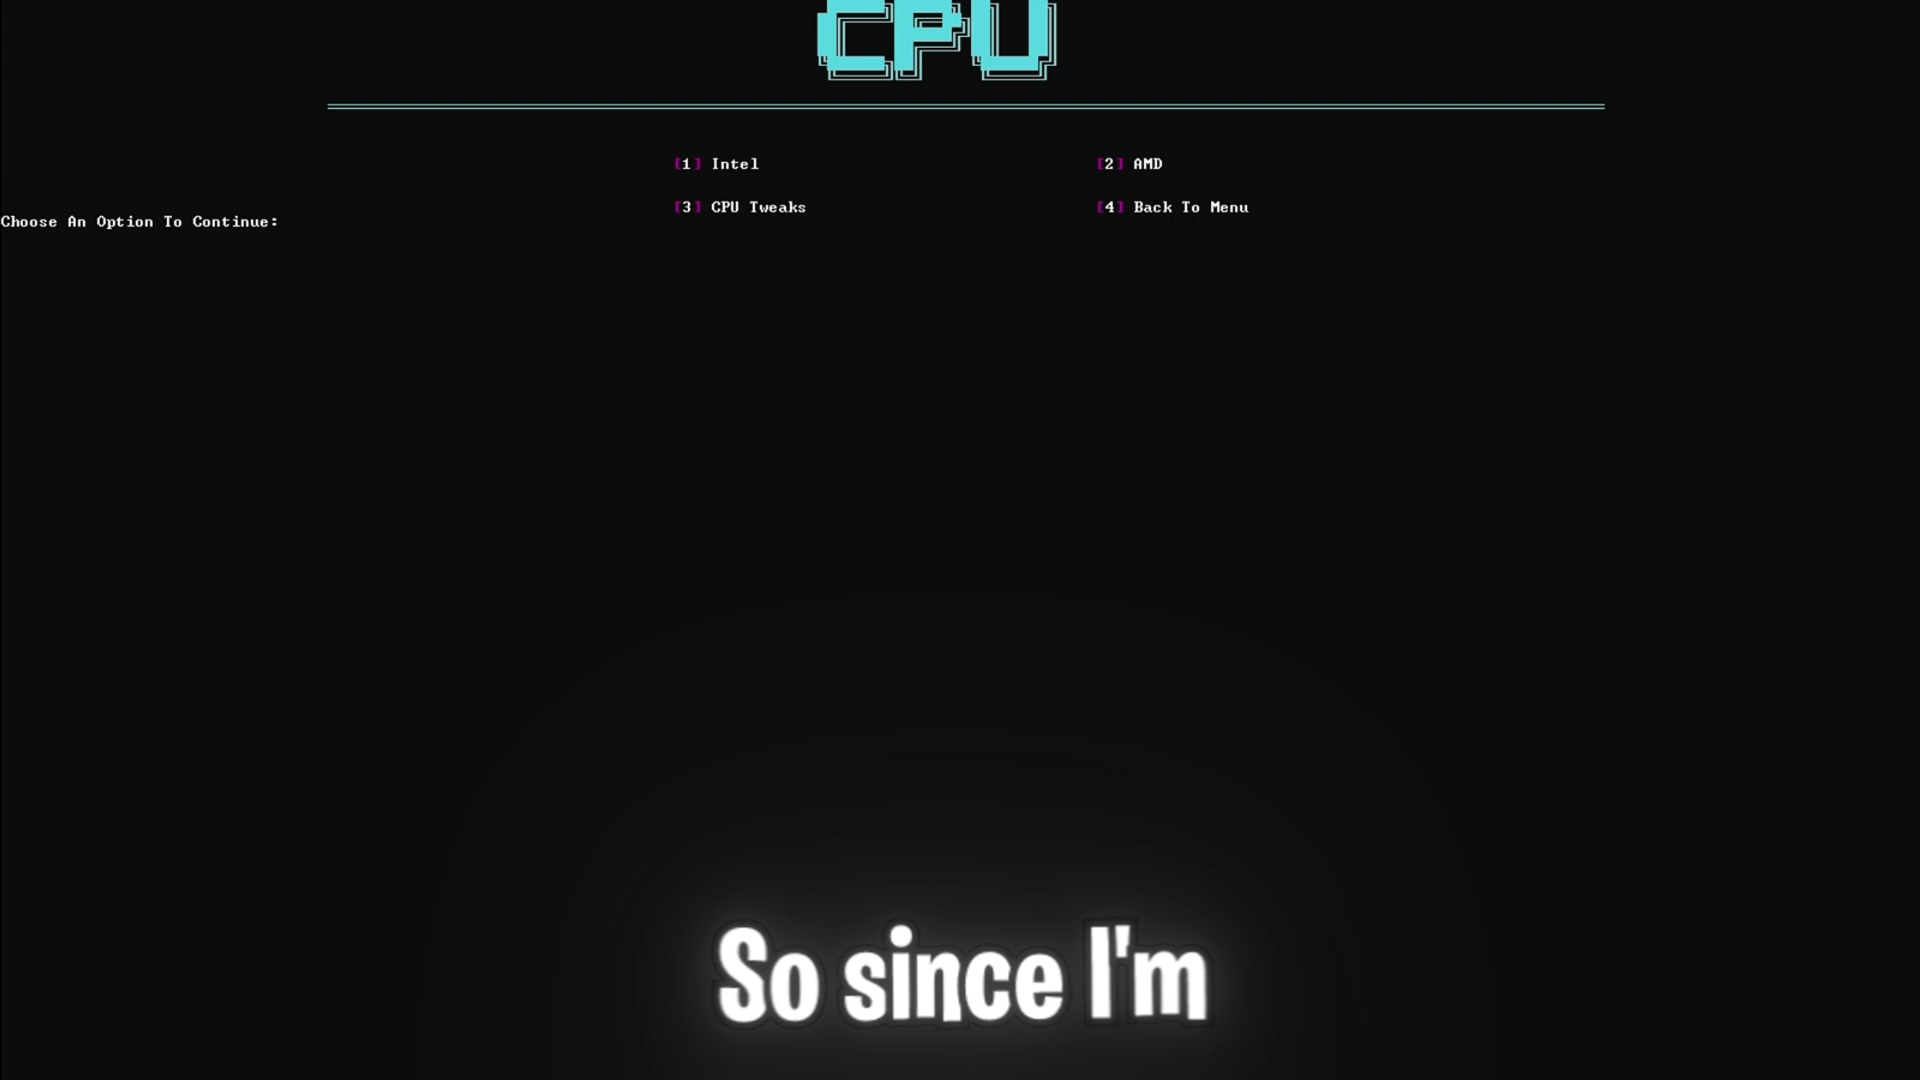 CPU
[1] Intel [2] AMD
[3] CPU Tweaks [4] Back To Menu
Choose An Option To Continue:
So since I'm